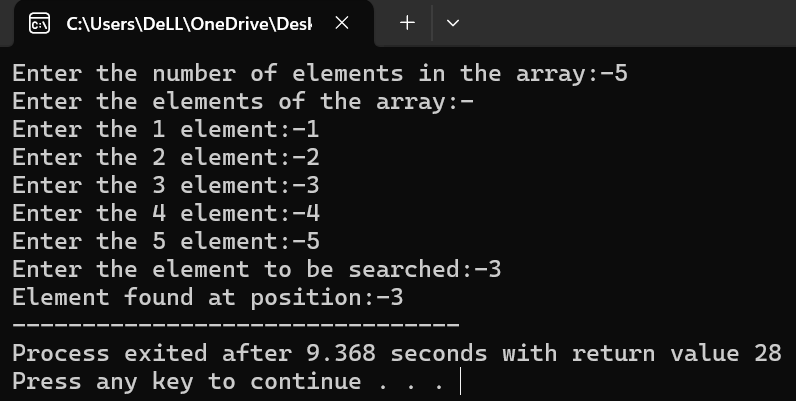 C:\Users\DeLL\OneDrive\Desk
Enter the number of elements in the array:-5
Enter the elements of the array:-
Enter the 1 element:-1
Enter the 2 element:-2
Enter the 3 element:-3
Enter the 4 element:-4
Enter the 5 element:-5
Enter the element to be searched:-3
Element found at position:-3
--------------------------------
Process exited after 9.368 seconds with return value 28
Press any key to continue . . .